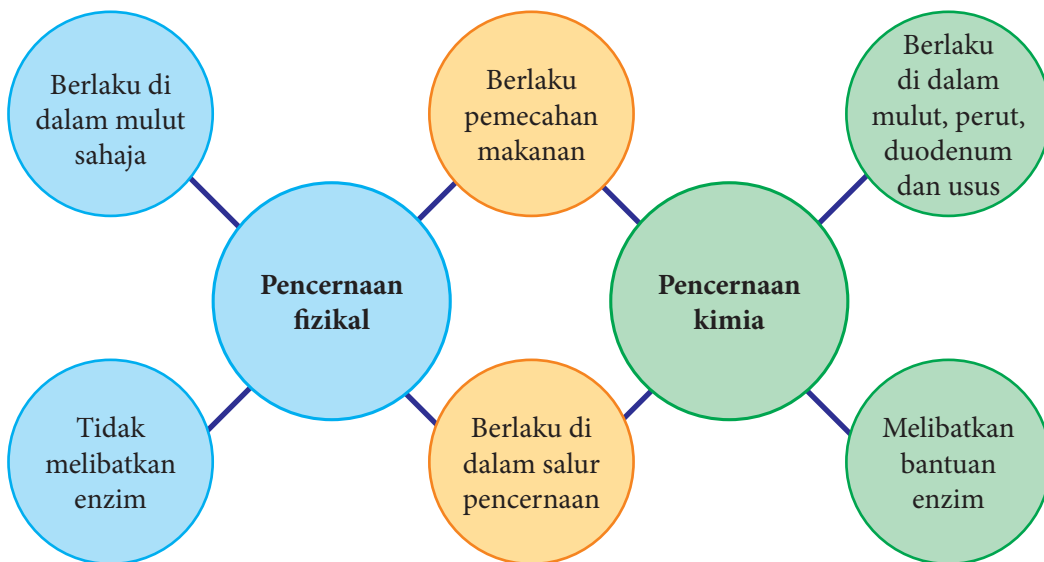 Berlaku di
dalam mulut
sahaja
Berlaku
pemecahan
makanan
Berlaku
di dalam
mulut, perut,
duodenum
dan usus
Pencernaan
fizikal
Pencernaan
kimia
Tidak
melibatkan
enzim
Berlaku di
dalam salur
pencernaan
Melibatkan
bantuan
enzim